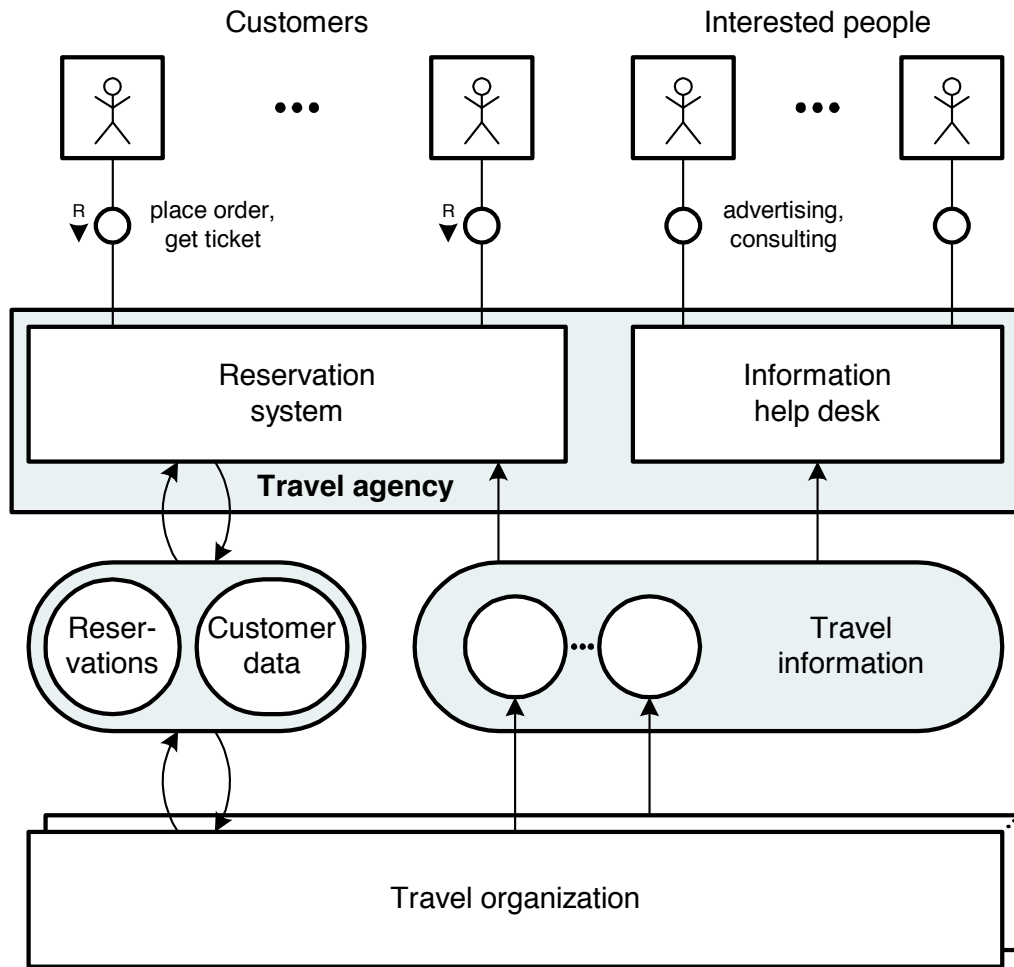 Customers
Interested people
•••
•••
R
place order,
get ticket
R
advertising,
consulting
Reservation
system
Information
help desk
Travel agency
Reser-
vations
Customer
data
•••
Travel
information
Travel organization